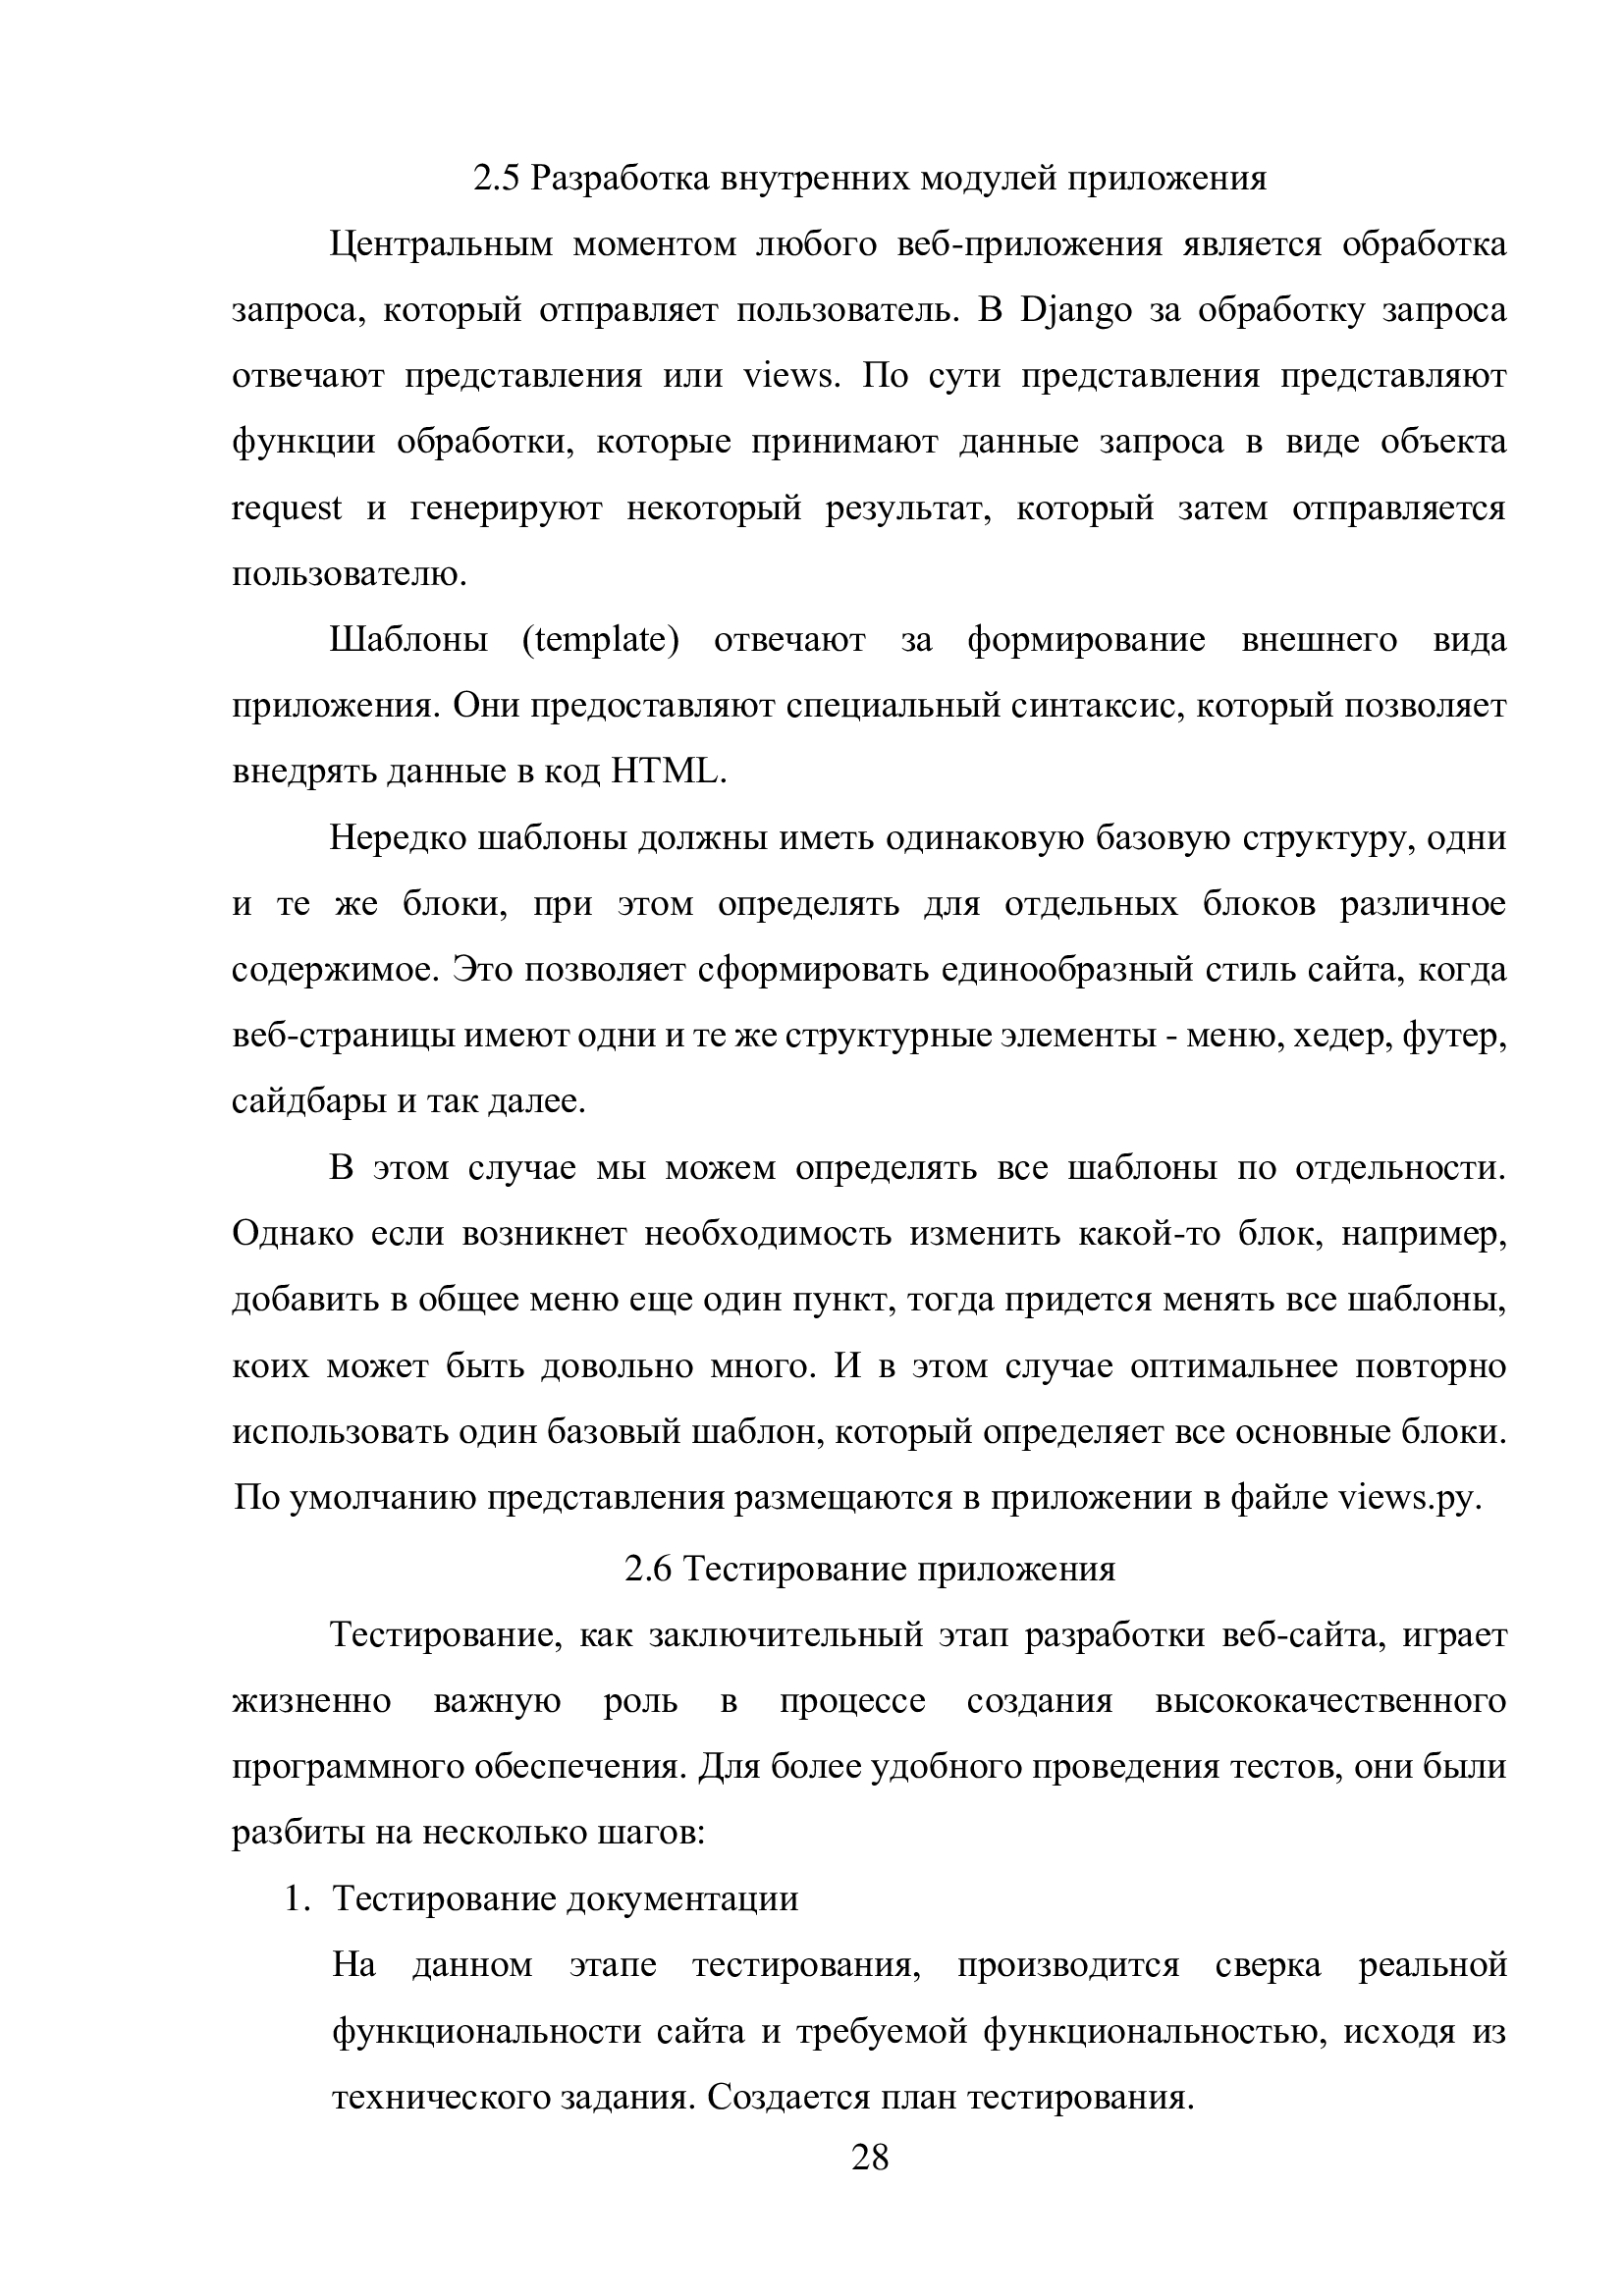 2.5 Разработка внутренних модулей приложения
Центральным моментом любого веб-приложения является обработка
запроса, который отправляет пользователь. В Django за обработку запроса
отвечают представления или views. По сути представления представляют
функции обработки, которые принимают данные запроса в виде объекта
request и генерируют некоторый результат, который затем отправляется
пользователю.
Шаблоны (template) отвечают за формирование внешнего вида
приложения. Они предоставляют специальный синтаксис, который позволяет
внедрять данные в код HTML.
Нередко шаблоны должны иметь одинаковую базовую структуру, одни
и те же блоки, при этом определять для отдельных блоков различное
содержимое. Это позволяет сформировать единообразный стиль сайта, когда
веб-страницы имеют одни и те же структурные элементы - меню, хедер, футер,
сайдбары и так далее.
В этом случае мы можем определять все шаблоны по отдельности.
Однако если возникнет необходимость изменить какой-то блок, например,
добавить в общее меню еще один пункт, тогда придется менять все шаблоны,
коих может быть довольно много. И в этом случае оптимальнее повторно
использовать один базовый шаблон, который определяет все основные блоки.
По умолчанию представления размещаются в приложении в файле views.py.
2.6 Тестирование приложения
Тестирование, как заключительный этап разработки веб-сайта, играет
жизненно важную роль в процессе создания высококачественного
программного обеспечения. Для более удобного проведения тестов, они были
разбиты на несколько шагов:
1. Тестирование документации
На данном этапе тестирования, производится сверка реальной
функциональности сайта и требуемой функциональностью, исходя из
технического задания. Создается план тестирования.
28